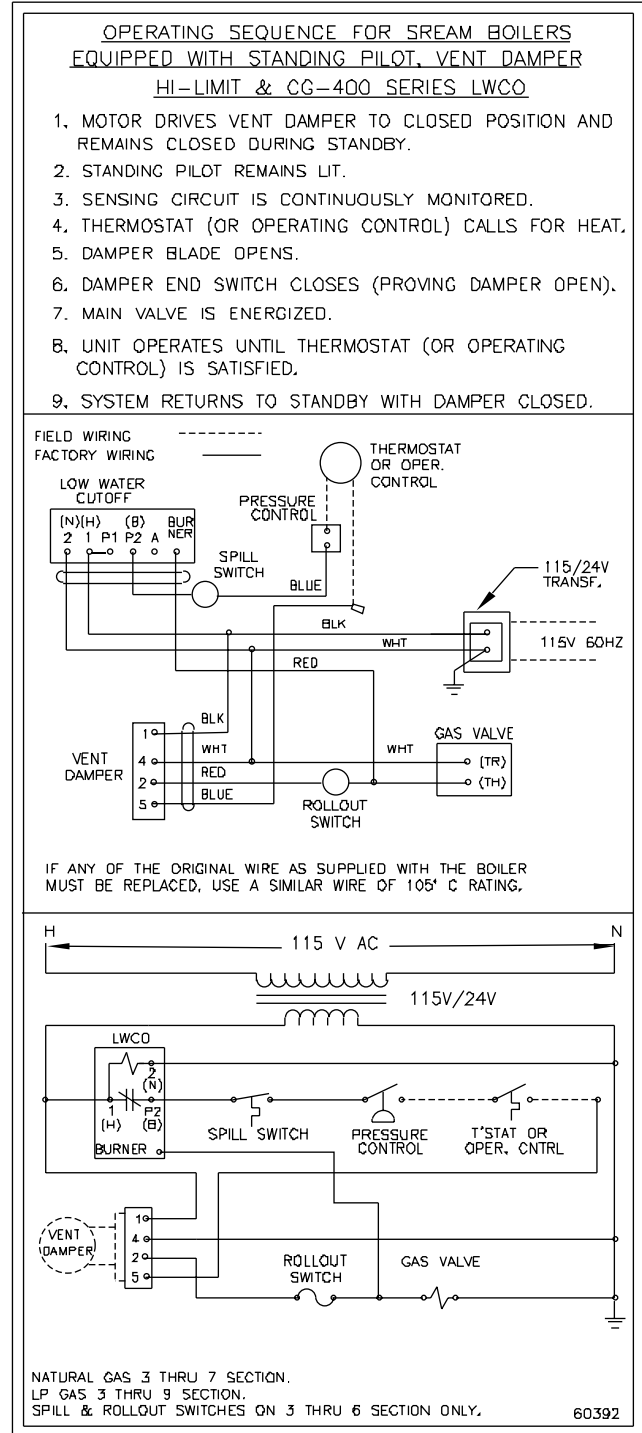 OPERATING SEQUENCE FOR SREAM BOILERS
EQUIPPED WITH STANDING PILOT, VENT DAMPER
HI-LIMIT & CG-400 SERIES LWCO
1. MOTOR DRIVES VENT DAMPER TO CLOSED POSITION AND
REMAINS CLOSED DURING STANDBY.
2. STANDING PILOT REMAINS LIT.
3. SENSING CIRCUIT IS CONTINUOUSLY MONITORED.
4. THERMOSTAT (OR OPERATING CONTROL) CALLS FOR HEAT.
5. DAMPER BLADE OPENS.
6. DAMPER END SWITCH CLOSES (PROVING DAMPER OPEN).
7. MAIN VALVE IS ENERGIZED.
8. UNIT OPERATES UNTIL THERMOSTAT (OR OPERATING
CONTROL) IS SATISFIED.
9. SYSTEM RETURNS TO STANDBY WITH DAMPER CLOSED.
FIELD WIRING
FACTORY WIRING
THERMOSTAT
OR OPER.
CONTROL
LOW WATER
CUTOFF
PRESSURE
CONTROL
(N)(H) (B) BUR
2 1 P1 P2 A NER
SPILL
SWITCH
BLUE
115/24V
TRANSF.
BLK
WHT
115V 60HZ
RED
BLK
1
GAS VALVE
VENT
DAMPER
4
WHT
WHT
(TR)
2
RED
(TH)
5
BLUE
ROLLOUT
SWITCH
IF ANY OF THE ORIGINAL WIRE AS SUPPLIED WITH THE BOILER
MUST BE REPLACED, USE A SIMILAR WIRE OF 105° C RATING.
H
N
115 V AC
115V/24V
LWCO
2
(N)
1
(H)
P2
(B)
BURNER
SPILL SWITCH
PRESSURE
CONTROL
T'STAT OR
OPER. CNTRL
VENT
DAMPER
1
4
2
5
ROLLOUT
SWITCH
GAS VALVE
NATURAL GAS 3 THRU 7 SECTION.
LP GAS 3 THRU 9 SECTION.
SPILL & ROLLOUT SWITCHES ON 3 THRU 6 SECTION ONLY.
60392